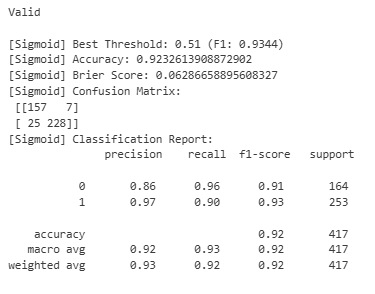 Valid
[Sigmoid] Best Threshold: 0.51 (F1: 0.9344)
[Sigmoid] Accuracy: 0.9232613908872902
[Sigmoid] Brier Score: 0.06286658895608327
[Sigmoid] Confusion Matrix:
[[157 7]
[ 25 228]]
[Sigmoid] Classification Report:
precision recall f1-score support
0 0.86 0.96 0.91 164
1 0.97 0.90 0.93 253
accuracy 0.92 417
macro avg 0.92 0.93 0.92 417
weighted avg 0.93 0.92 0.92 417